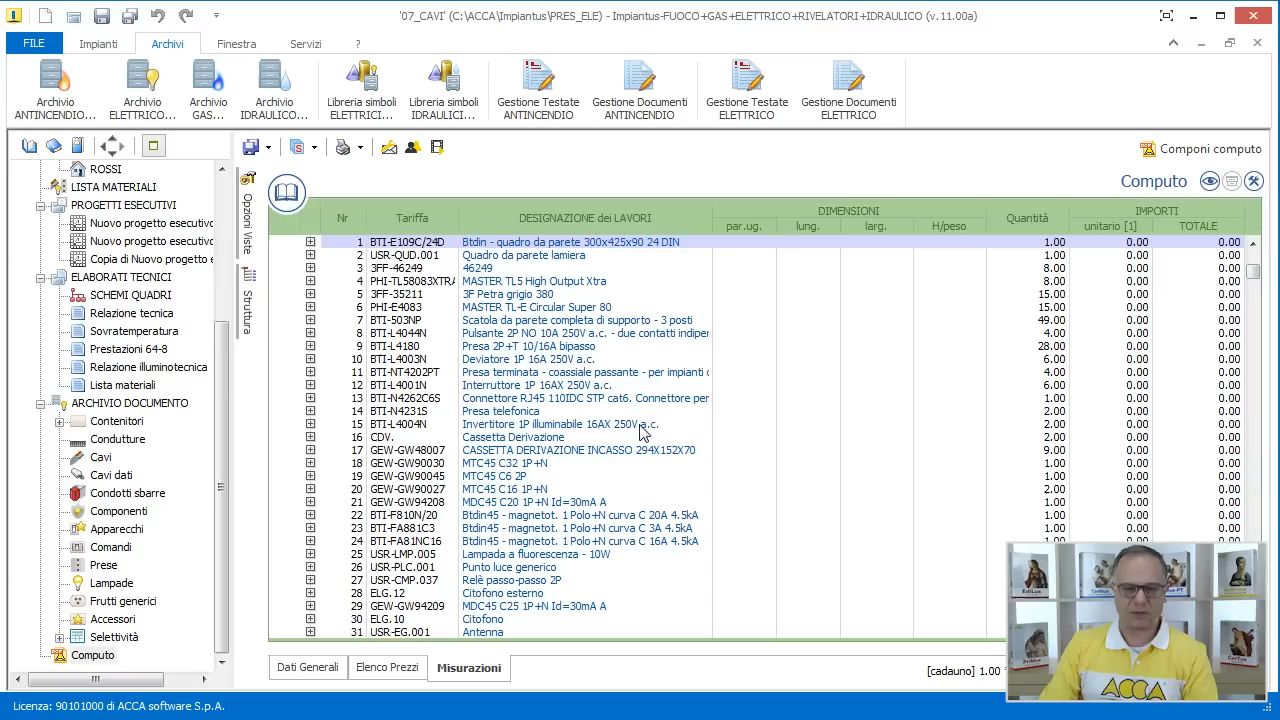 '07_CAVI' (C:\ACCA\Impiantus\PRES_ELE) - Impiantus-FUOCO+GAS+ELETTRICO+RIVELATORI+IDRAULICO (v.11.00a)
FILE Impianti Archivi Finestra Servizi ?
Archivio ANTINCENDIO...
Archivio ELETTRICO...
Archivio GAS...
Archivio IDRAULICO...
Libreria simboli ELETTRICI...
Libreria simboli IDRAULICI...
Gestione Testate ANTINCENDIO
Gestione Documenti ANTINCENDIO
Gestione Testate ELETTRICO
Gestione Documenti ELETTRICO
ROSSI
LISTA MATERIALI
PROGETTI ESECUTIVI
Nuovo progetto esecutivo
Nuovo progetto esecutivo
Copia di Nuovo progetto e
ELABORATI TECNICI
SCHEMI QUADRI
Relazione tecnica
Sovratemperatura
Prestazioni 64-8
Relazione illuminotecnica
Lista materiali
ARCHIVIO DOCUMENTO
Contenitori
Condutture
Cavi
Cavi dati
Condotti sbarre
Componenti
Apparecchi
Comandi
Prese
Lampade
Frutti generici
Accessori
Selettività
Computo
Opzioni Viste
Struttura
Componi computo
Computo
Nr Tariffa DESIGNAZIONE dei LAVORI DIMENSIONI Quantità IMPORTI
par.ug. lung. larg. H/peso unitario [1] TOTALE
1 BTI-E109C/24D Btdin - quadro da parete 300x425x90 24 DIN 1.00 0.00 0.00
2 USR-QUD.001 Quadro da parete lamiera 1.00 0.00 0.00
3 3FF-46249 46249 8.00 0.00 0.00
4 PHI-TL58083XTRA MASTER TL5 High Output Xtra 8.00 0.00 0.00
5 3FF-35211 3F Petra grigio 380 15.00 0.00 0.00
6 PHI-E4083 MASTER TL-E Circular Super 80 15.00 0.00 0.00
7 BTI-503NP Scatola da parete completa di supporto - 3 posti 49.00 0.00 0.00
8 BTI-L4044N Pulsante 2P NO 10A 250V a.c. - due contatti indiper 4.00 0.00 0.00
9 BTI-L4180 Presa 2P+T 10/16A bipasso 28.00 0.00 0.00
10 BTI-L4003N Deviatore 1P 16A 250V a.c. 6.00 0.00 0.00
11 BTI-NT4202PT Presa terminata - coassiale passante - per impianti c 4.00 0.00 0.00
12 BTI-L4001N Interruttore 1P 16AX 250V a.c. 6.00 0.00 0.00
13 BTI-N4262C6S Connettore RJ45 110IDC STP cat6. Connettore per 1.00 0.00 0.00
14 BTI-N4231S Presa telefonica 2.00 0.00 0.00
15 BTI-L4004N Invertitore 1P illuminabile 16AX 250V a.c. 2.00 0.00 0.00
16 CDV. Cassetta Derivazione 2.00 0.00 0.00
17 GEW-GW48007 CASSETTA DERIVAZIONE INCASSO 294X152X70 9.00 0.00 0.00
18 GEW-GW90030 MTC45 C32 1P+N 1.00 0.00 0.00
19 GEW-GW90045 MTC45 C6 2P 1.00 0.00 0.00
20 GEW-GW90027 MTC45 C16 1P+N 2.00 0.00 0.00
21 GEW-GW94208 MDC45 C20 1P+N Id=30mA A 1.00 0.00 0.00
22 BTI-F810N/20 Btdin45 - magnetot. 1 Polo+N curva C 20A 4.5kA 1.00 0.00 0.00
23 BTI-FA881C3 Btdin45 - magnetot. 1 Polo+N curva C 3A 4.5kA 1.00 0.00 0.00
24 BTI-FA81NC16 Btdin45 - magnetot. 1 Polo+N curva C 16A 4.5kA 1.00 0.00 0.00
25 USR-LMP.005 Lampada a fluorescenza - 10W
26 USR-PLC.001 Punto luce generico
27 USR-CMP.037 Relè passo-passo 2P
28 ELG.12 Citofono esterno
29 GEW-GW94209 MDC45 C25 1P+N Id=30mA A
30 ELG.10 Citofono
31 USR-EG.001 Antenna
Dati Generali Elenco Prezzi Misurazioni
[cadauno] 1.00
EdiLus
PriMus
CerTus
ACCA
Licenza: 90101000 di ACCA software S.p.A.